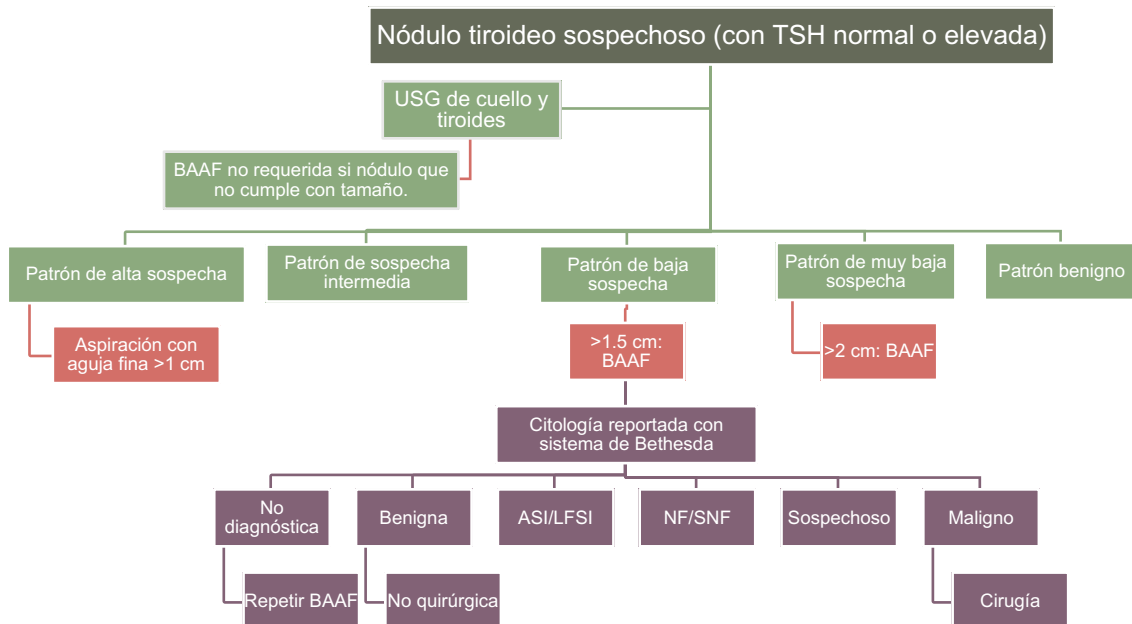 Nódulo tiroideo sospechoso (con TSH normal o elevada)
USG de cuello y
tiroides
BAAF no requerida si nódulo que
no cumple con tamaño.
Patrón de alta sospecha
Patrón de sospecha
intermedia
Patrón de baja
sospecha
Patrón de muy baja
sospecha
Patrón benigno
Aspiración con
aguja fina >1 cm
>1.5 cm:
BAAF
>2 cm: BAAF
Citología reportada con
sistema de Bethesda
No
diagnóstica
Benigna
ASI/LFSI
NF/SNF
Sospechoso
Maligno
Repetir BAAF
No quirúrgica
Cirugía